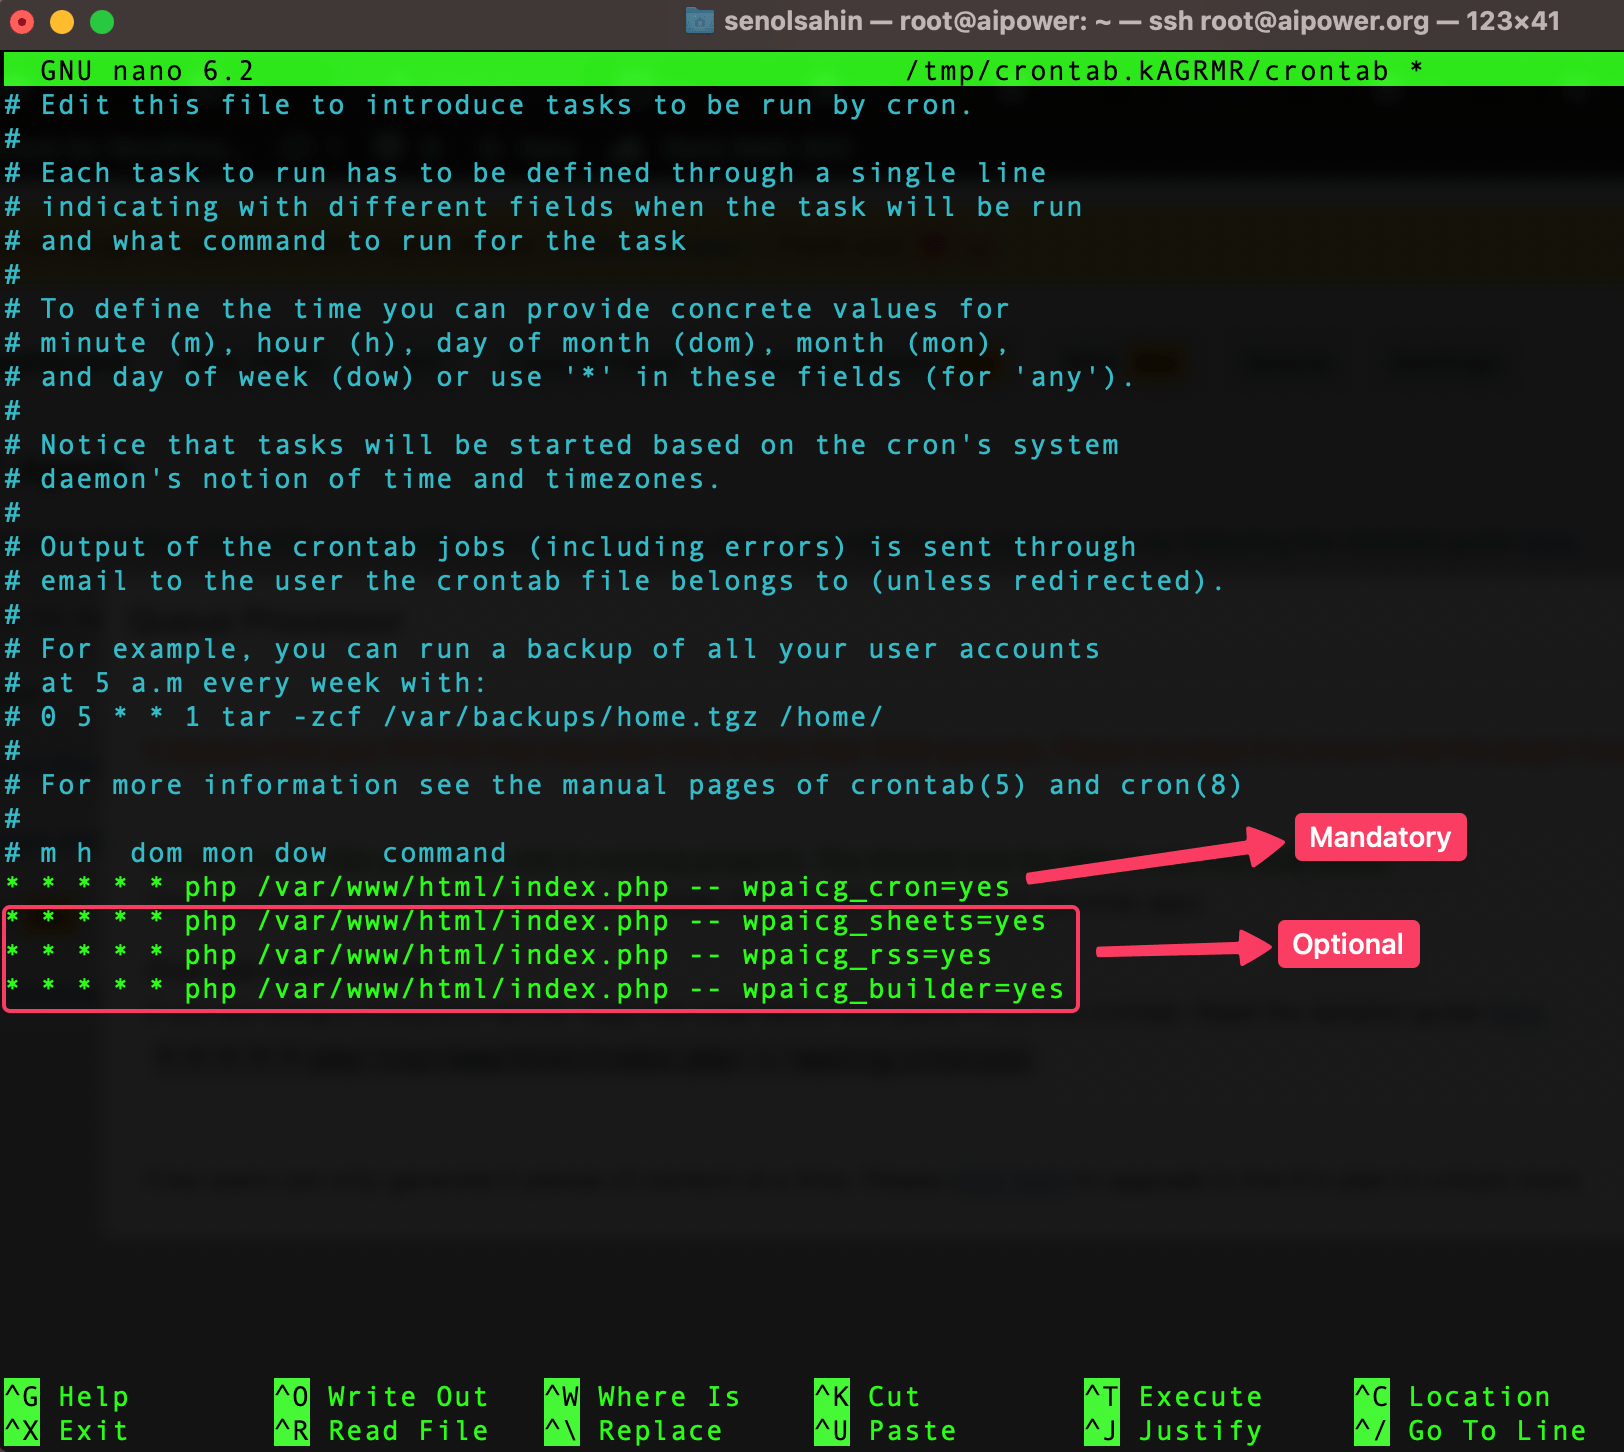 senolsahin — root@aipower: ~ — ssh root@aipower.org — 123×41
GNU nano 6.2 /tmp/crontab.kAGRMR/crontab *
# Edit this file to introduce tasks to be run by cron.
#
# Each task to run has to be defined through a single line
# indicating with different fields when the task will be run
# and what command to run for the task
#
# To define the time you can provide concrete values for
# minute (m), hour (h), day of month (dom), month (mon),
# and day of week (dow) or use '*' in these fields (for 'any').
#
# Notice that tasks will be started based on the cron's system
# daemon's notion of time and timezones.
#
# Output of the crontab jobs (including errors) is sent through
# email to the user the crontab file belongs to (unless redirected).
#
# For example, you can run a backup of all your user accounts
# at 5 a.m every week with:
# 0 5 * * 1 tar -zcf /var/backups/home.tgz /home/
#
# For more information see the manual pages of crontab(5) and cron(8)
#
Mandatory
# m h  dom mon dow   command
* * * * * php /var/www/html/index.php -- wpaicg_cron=yes
* * * * * php /var/www/html/index.php -- wpaicg_sheets=yes
Optional
* * * * * php /var/www/html/index.php -- wpaicg_rss=yes
* * * * * php /var/www/html/index.php -- wpaicg_builder=yes
^G Help ^O Write Out ^W Where Is ^K Cut ^T Execute ^C Location
^X Exit ^R Read File ^\ Replace ^U Paste ^J Justify ^/ Go To Line